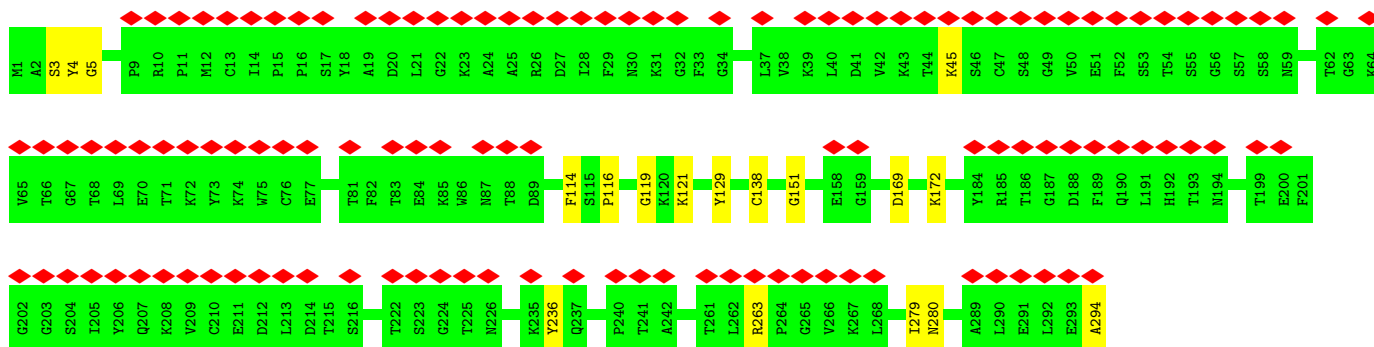 M1 A2 S3 Y4 G5 P9 R10 P11 M12 C13 I14 P15 P16 S17 Y18 A19 D20 L21 G22 K23 A24 A25 R26 D27 I28 F29 N30 K31 G32 F33 G34 L37 V38 K39 L40 D41 V42 K43 T44 K45 S46 C47 S48 G49 V50 E51 F52 S53 T54 S55 G56 S57 S58 N59 T62 G63 K64
V65 T66 G67 T68 L69 E70 T71 K72 Y73 K74 W75 C76 E77 T81 F82 T83 E84 K85 W86 N87 T88 D89 F114 S115 P116 G119 K120 K121 Y129 C138 G151 E158 G159 D169 K172 Y184 R185 T186 G187 D188 F189 Q190 L191 H192 T193 N194 T199 E200 F201
G202 G203 S204 I205 Y206 Q207 K208 V209 C210 E211 D212 L213 D214 T215 S216 T222 S223 G224 T225 N226 K235 Y236 Q237 P240 T241 A242 T261 L262 R263 P264 G265 V266 K267 L268 I279 N280 A289 L290 E291 L292 E293 A294